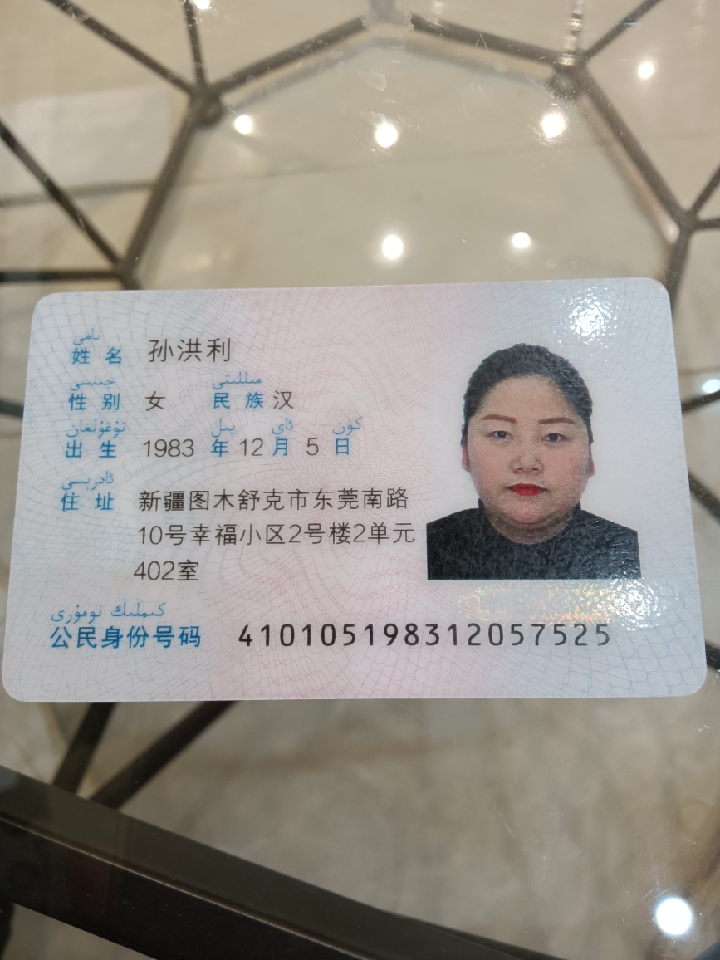 نامى
姓名 孙洪利
جىنسى مىللىتى
性别 女 民族 汉
تۇغۇلغان يىل ئاي كۈن
出生 1983 年 12 月 5 日
ئادرېسى
住址 新疆图木舒克市东莞南路
10号幸福小区2号楼2单元
402室
كىملىك نومۇرى
公民身份号码 410105198312057525